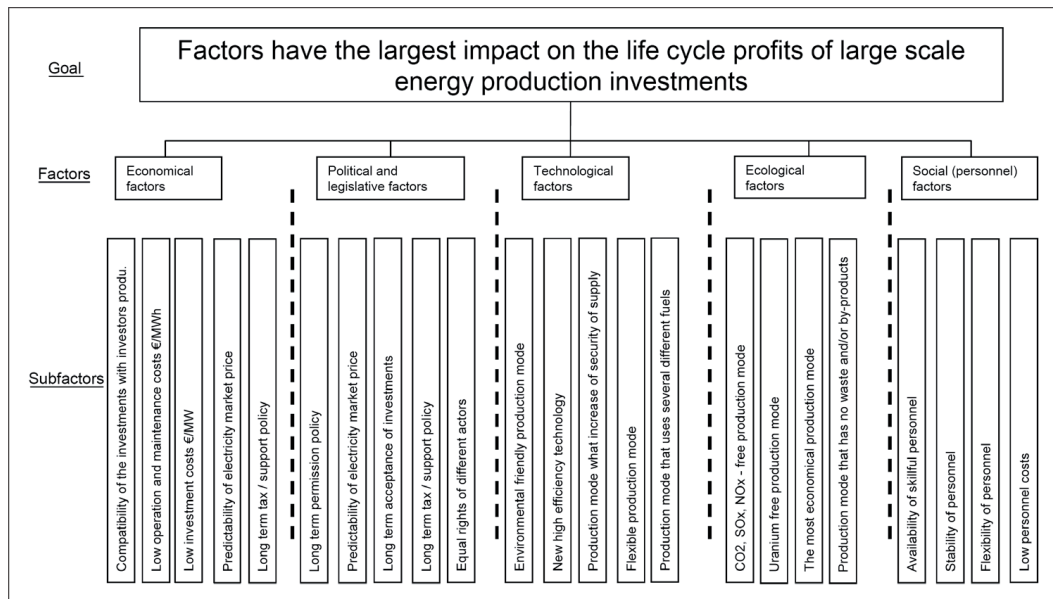 Goal
Factors have the largest impact on the life cycle profits of large scale
energy production investments
Factors
Economical
factors
Political and
legislative factors
Technological
factors
Ecological
factors
Social (personnel)
factors
Subfactors
Compatibility of the investments with investors produ.
Low operation and maintenance costs €/MWh
Low investment costs €/MW
Predictability of electricity market price
Long term tax / support policy
Long term permission policy
Predictability of electricity market price
Long term acceptance of investments
Long term tax / support policy
Equal rights of different actors
Environmental friendly production mode
New high efficiency technology
Production mode what increase of security of supply
Flexible production mode
Production mode that uses several different fuels
CO2, SOx, NOx - free production mode
Uranium free production mode
The most economical production mode
Production mode that has no waste and/or by-products
Availability of skillful personnel
Stability of personnel
Flexibility of personnel
Low personnel costs